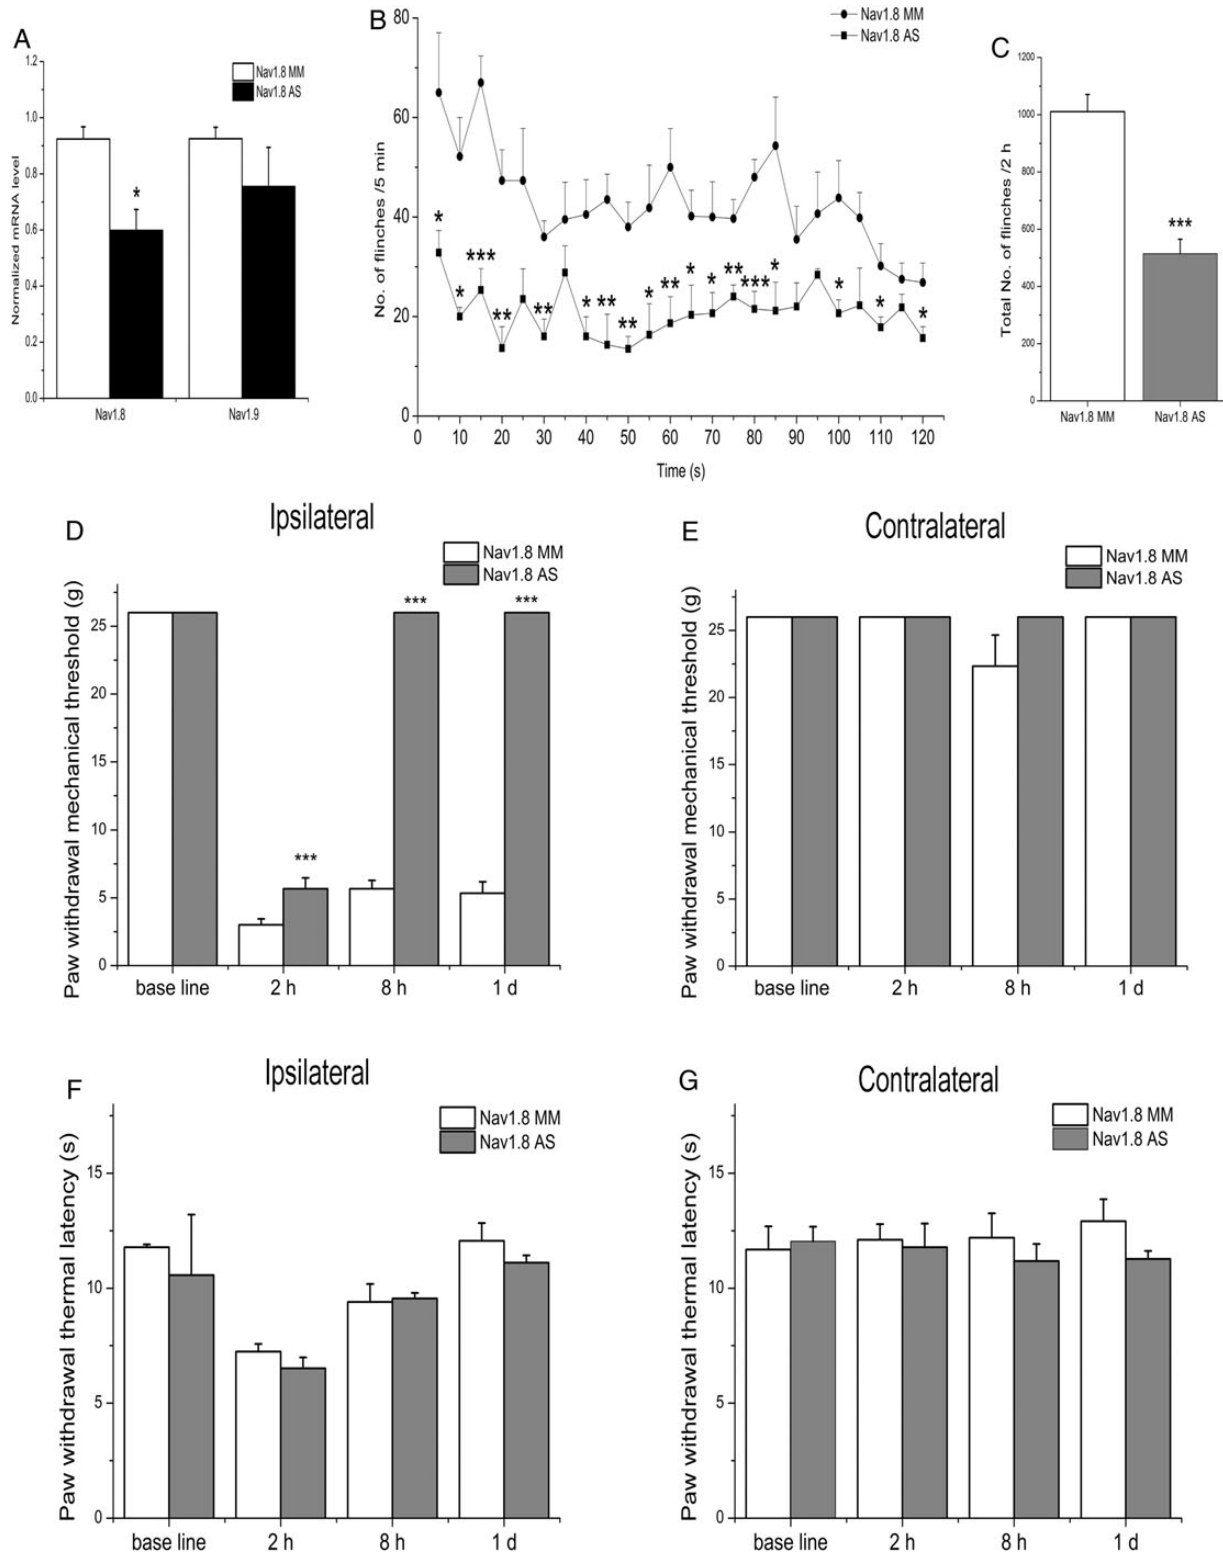 A
1.2
1.0
0.8
0.6
0.4
0.2
0.0
Normalized mRNA level
Nav1.8 MM
Nav1.8 AS
*
Nav1.8
Nav1.9
B
80
60
40
20
0
No. of flinches /5 min
Nav1.8 MM
Nav1.8 AS
*
*
***
**
**
*
**
**
*
**
*
*
**
***
*
*
*
*
0 10 20 30 40 50 60 70 80 90 100 110 120
Time (s)
C
1200
1000
800
600
400
200
0
Total No. of flinches /2 h
***
Nav1.8 MM
Nav1.8 AS
D
Ipsilateral
Nav1.8 MM
Nav1.8 AS
Paw withdrawal mechanical threshold (g)
25
20
15
10
5
0
***
***
***
base line
2 h
8 h
1 d
E
Contralateral
Nav1.8 MM
Nav1.8 AS
Paw withdrawal mechanical threshold (g)
25
20
15
10
5
0
base line
2 h
8 h
1 d
F
Ipsilateral
Nav1.8 MM
Nav1.8 AS
Paw withdrawal thermal latency (s)
15
10
5
0
base line
2 h
8 h
1 d
G
Contralateral
Nav1.8 MM
Nav1.8 AS
Paw withdrawal thermal latency (s)
15
10
5
0
base line
2 h
8 h
1 d